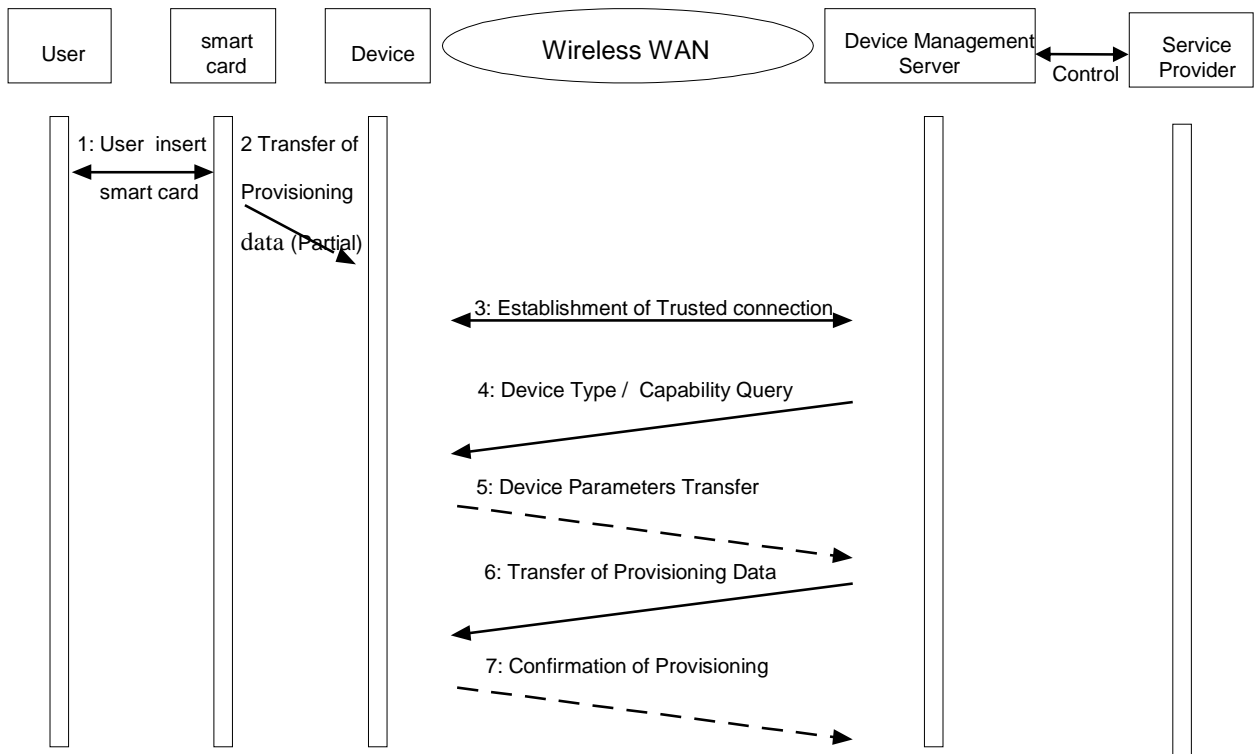 User
smart
card
Device
Wireless WAN
Device Management
Server
Control
Service
Provider
1: User insert
smart card
2 Transfer of
Provisioning
data (Partial)
3: Establishment of Trusted connection
4: Device Type / Capability Query
5: Device Parameters Transfer
6: Transfer of Provisioning Data
7: Confirmation of Provisioning